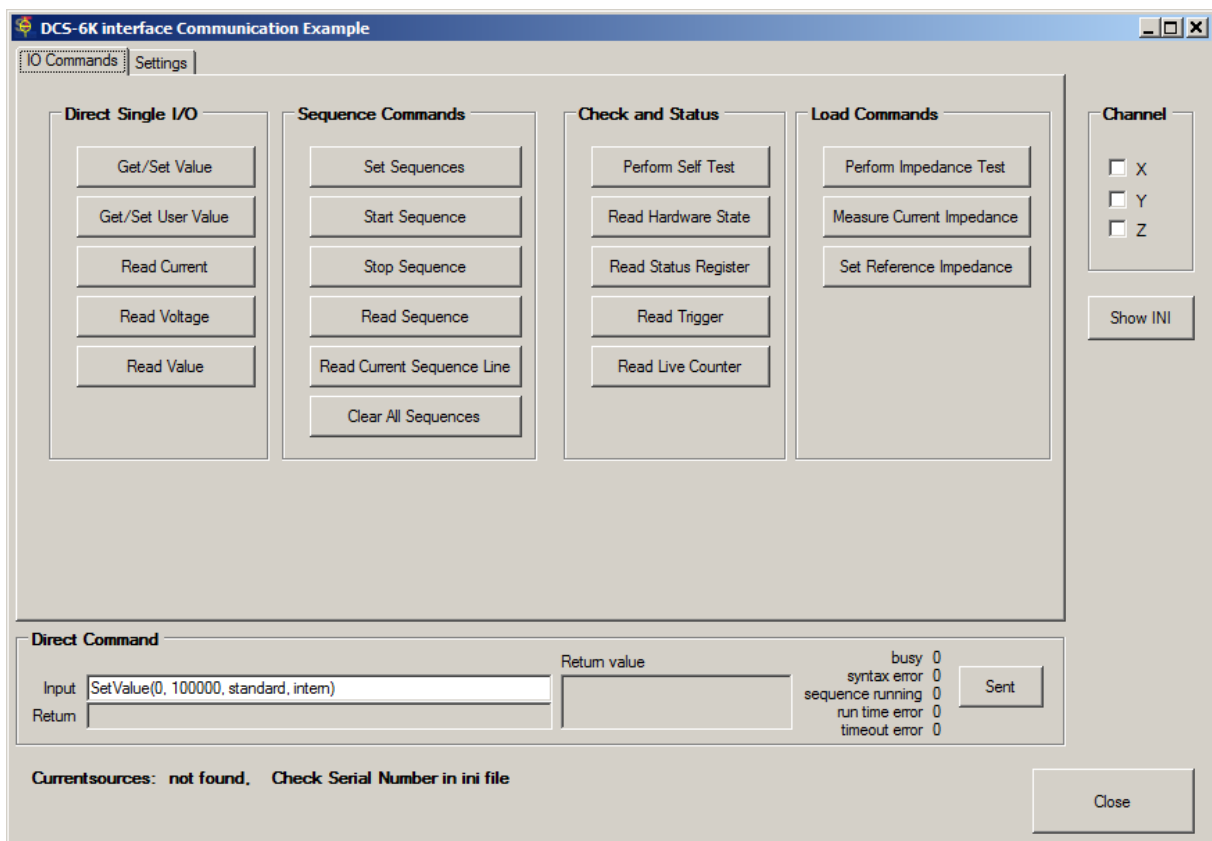 DCS-6K interface Communication Example
IO Commands
Settings
Direct Single I/O
Get/Set Value
Get/Set User Value
Read Current
Read Voltage
Read Value
Sequence Commands
Set Sequences
Start Sequence
Stop Sequence
Read Sequence
Read Current Sequence Line
Clear All Sequences
Check and Status
Perform Self Test
Read Hardware State
Read Status Register
Read Trigger
Read Live Counter
Load Commands
Perform Impedance Test
Measure Current Impedance
Set Reference Impedance
Channel
X
Y
Z
Show INI
Direct Command
Input SetValue(0, 100000, standard, intern)
Return
Return value
busy 0
syntax error 0
sequence running 0
run time error 0
timeout error 0
Sent
Currentsources: not found, Check Serial Number in ini file
Close